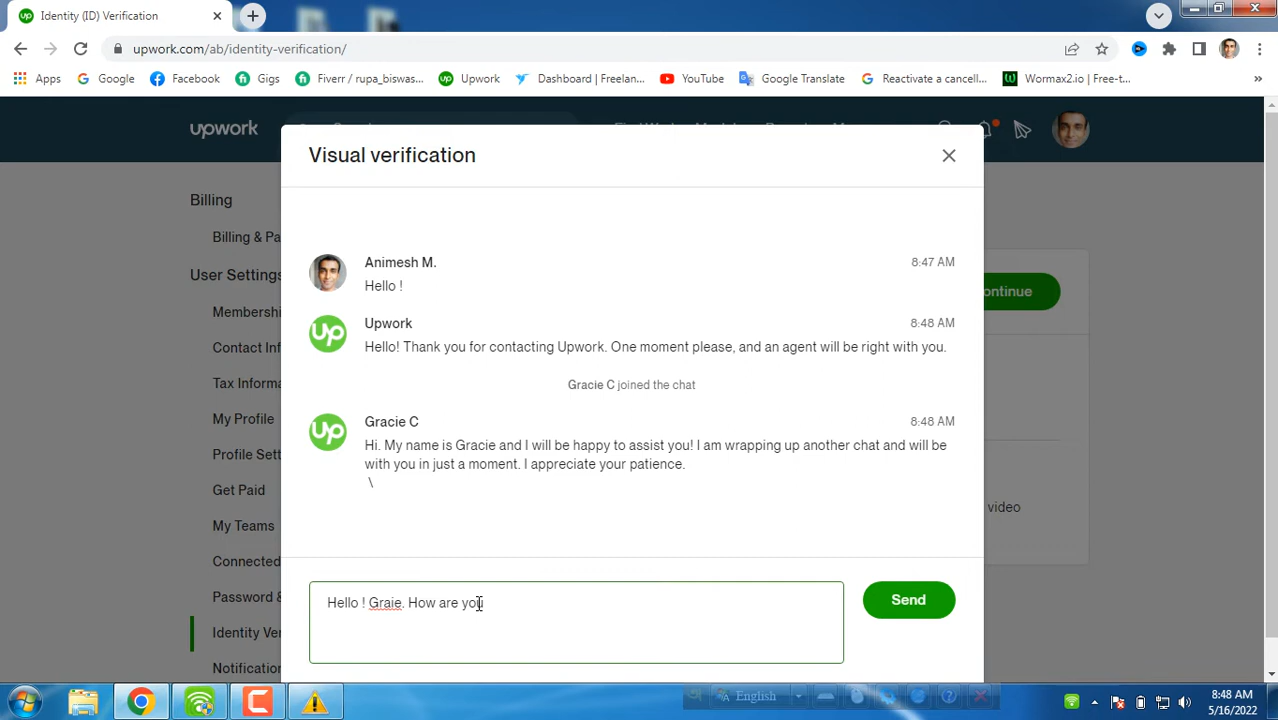 Identity (ID) Verification
upwork.com/ab/identity-verification/
Apps Google Facebook Gigs Fiverr / rupa_biswas... Upwork Dashboard | Freelan... YouTube Google Translate Reactivate a cancell... Wormax2.io | Free-t... »
upwork
Visual verification
Billing
Billing & Pa
User Settings
Membershi
Contact Inf
Tax Informa
My Profile
Profile Sett
Get Paid
My Teams
Connected
Password &
Identity Ver
Notification
ontinue
video
Animesh M. 8:47 AM
Hello !
Upwork 8:48 AM
Hello! Thank you for contacting Upwork. One moment please, and an agent will be right with you.
Gracie C joined the chat
Gracie C 8:48 AM
Hi. My name is Gracie and I will be happy to assist you! I am wrapping up another chat and will be
with you in just a moment. I appreciate your patience.
\
Hello ! Graie. How are you
Send
English
8:48 AM
5/16/2022